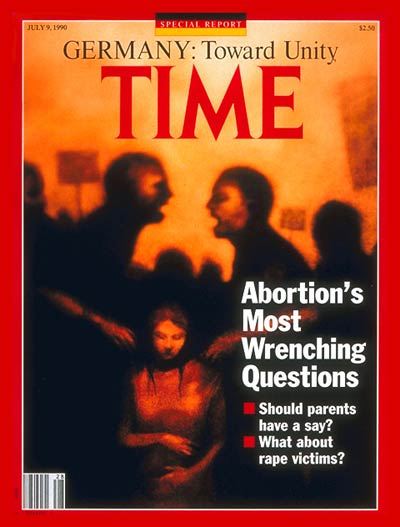 SPECIAL REPORT
JULY 9, 1990
$2.50
GERMANY: Toward Unity
TIME
Abortion's
Most
Wrenching
Questions
Should parents
have a say?
What about
rape victims?
28